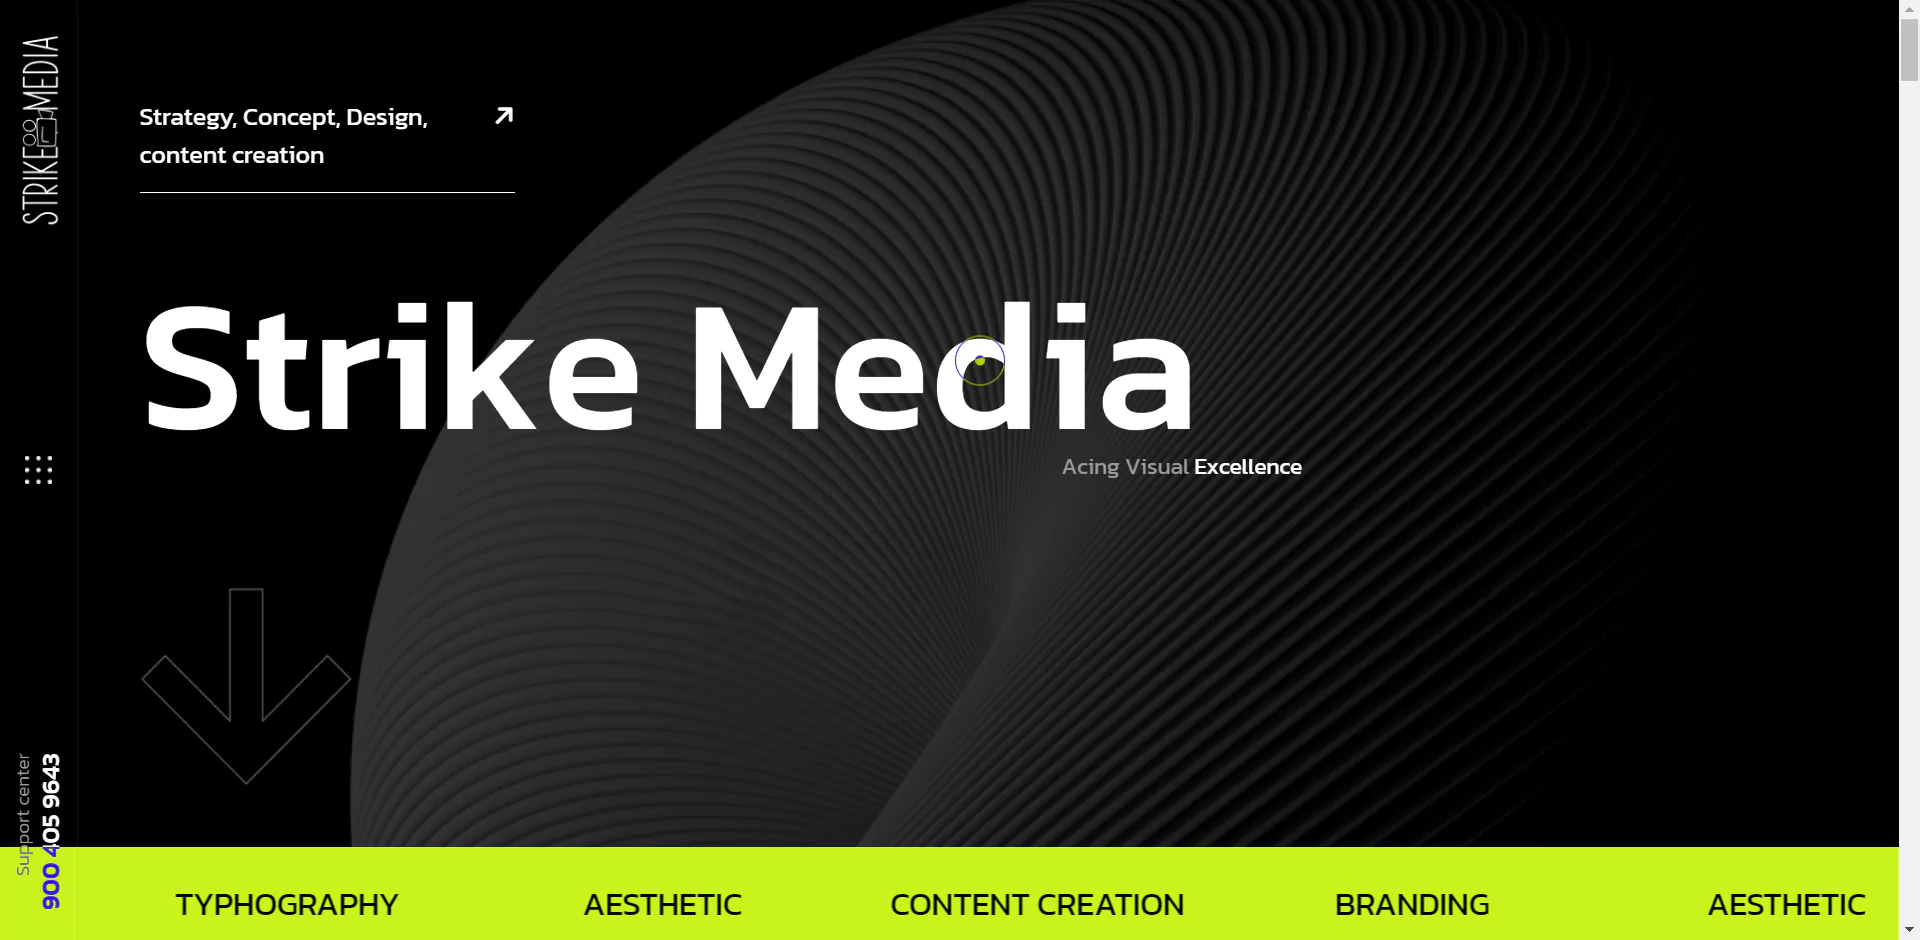 STRIKE MEDIA
Strategy, Concept, Design,
content creation
Strike Media
Acing Visual Excellence
Support center
900 405 9643
TYPHOGRAPHY
AESTHETIC
CONTENT CREATION
BRANDING
AESTHETIC